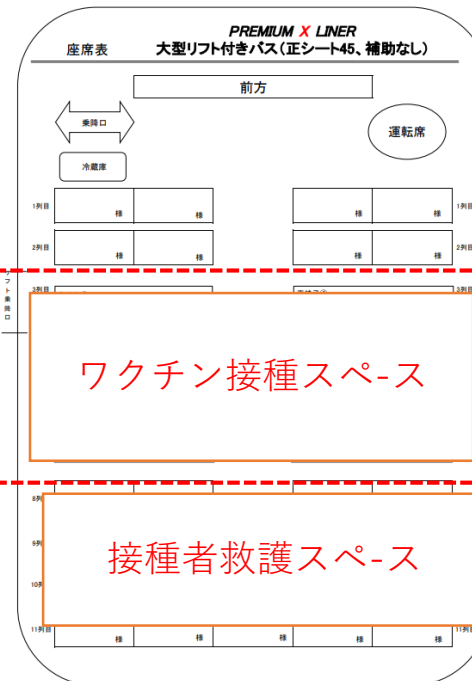 PREMIUM X LINER
座席表 大型リフト付きバス(正シート45、補助なし)
前方
乗降口
運転席
冷蔵庫
1列目 様 様 様 様 1列目
2列目 様 様 様 様 2列目
リフト乗降口
3列目 3列目
ワクチン接種スペ-ス
8列
9列
接種者救護スペ-ス
10列
11列目 様 様 様 様 様 11列目